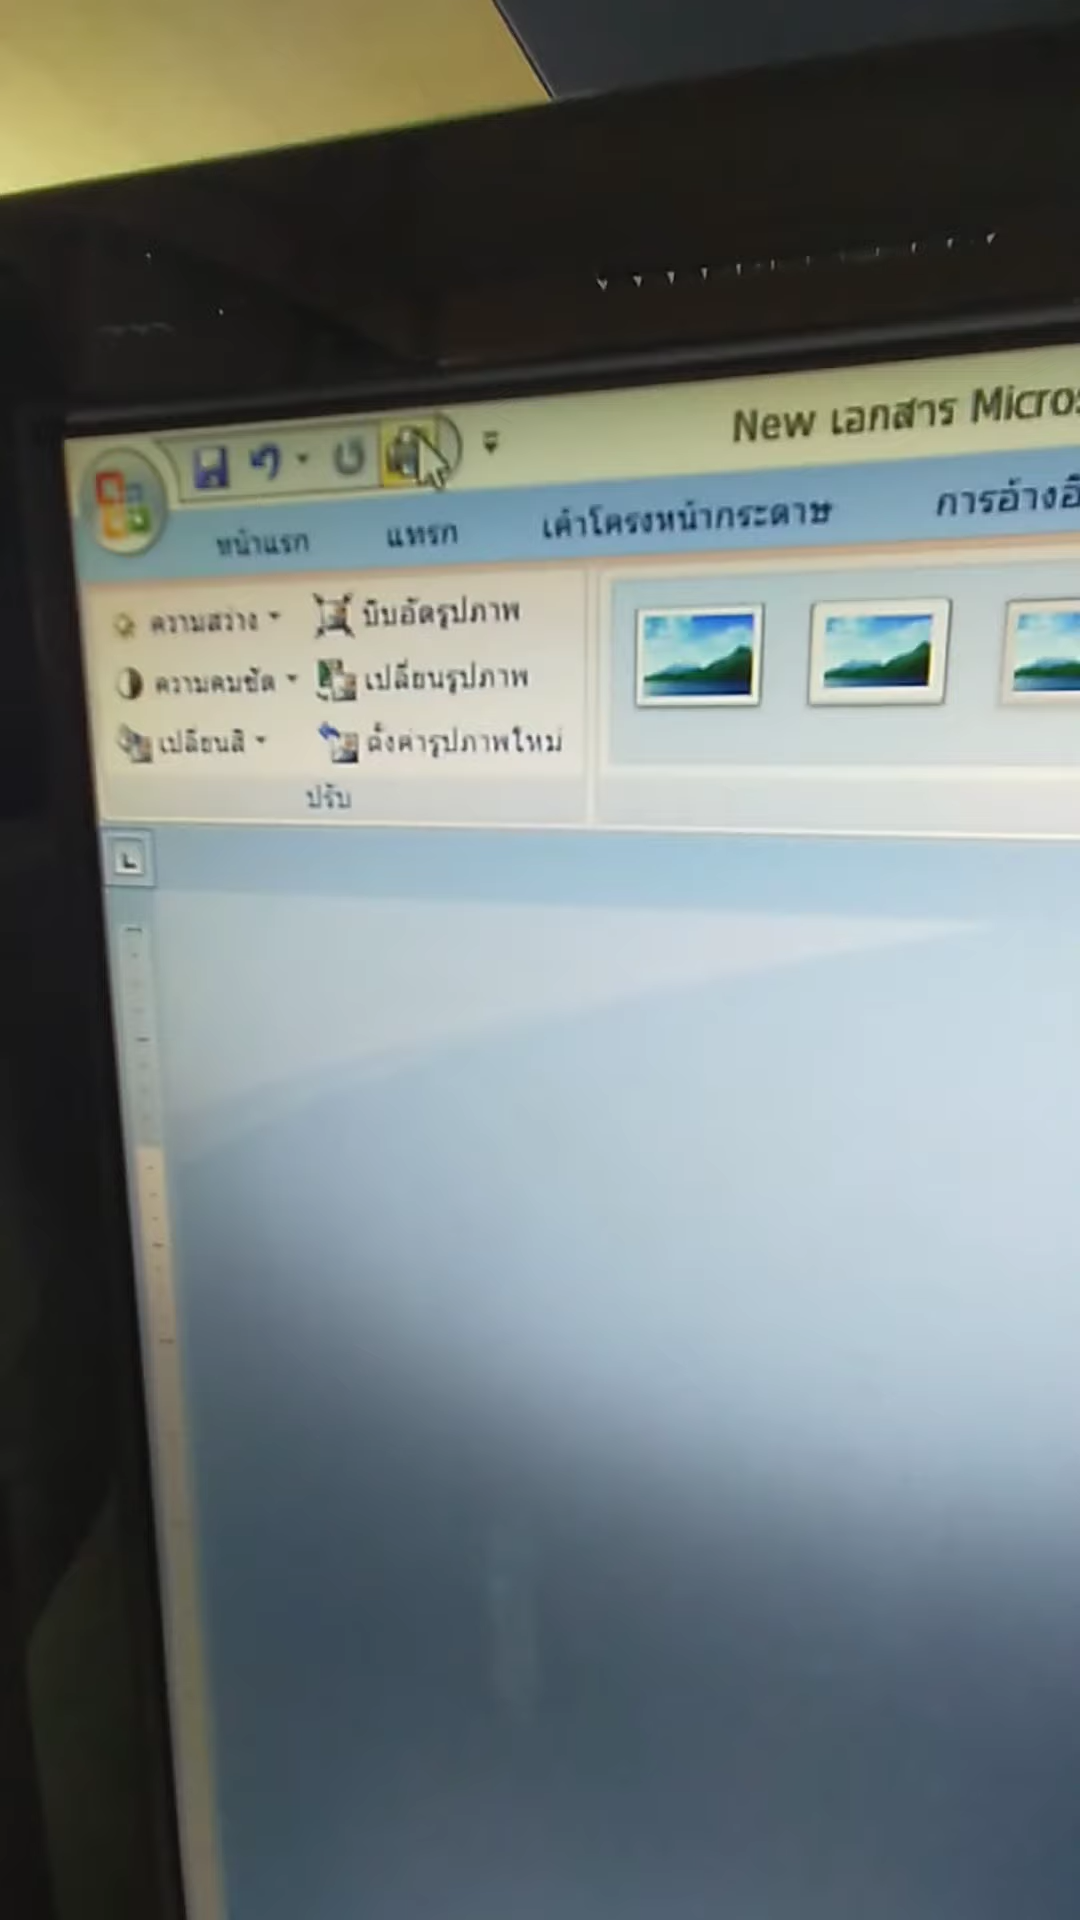 New เอกสาร Micros
หน้าแรก แทรก เค้าโครงหน้ากระดาษ การอ้างอิ
ความสว่าง บีบอัดรูปภาพ
ความคมชัด เปลี่ยนรูปภาพ
เปลี่ยนสี ตั้งค่ารูปภาพใหม่
ปรับ